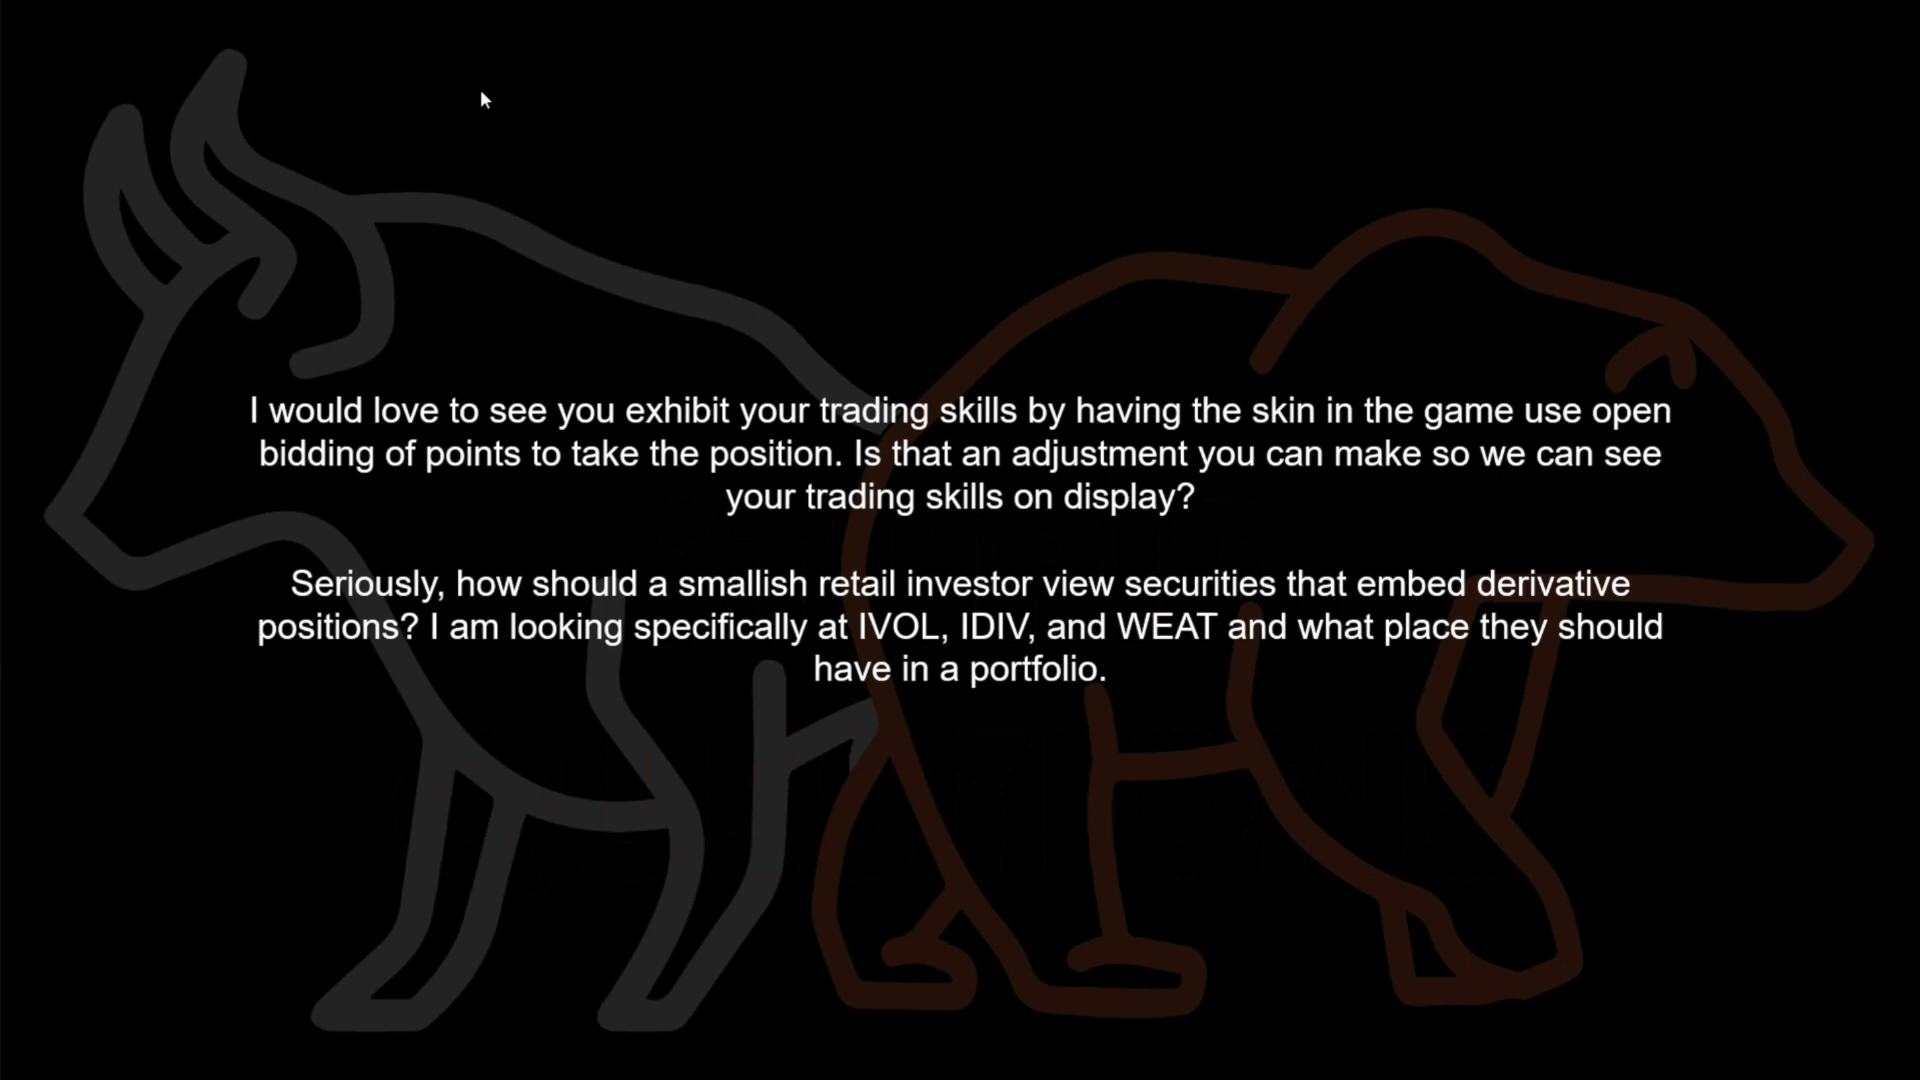 I would love to see you exhibit your trading skills by having the skin in the game use open
bidding of points to take the position. Is that an adjustment you can make so we can see
your trading skills on display?
Seriously, how should a smallish retail investor view securities that embed derivative
positions? I am looking specifically at IVOL, IDIV, and WEAT and what place they should
have in a portfolio.